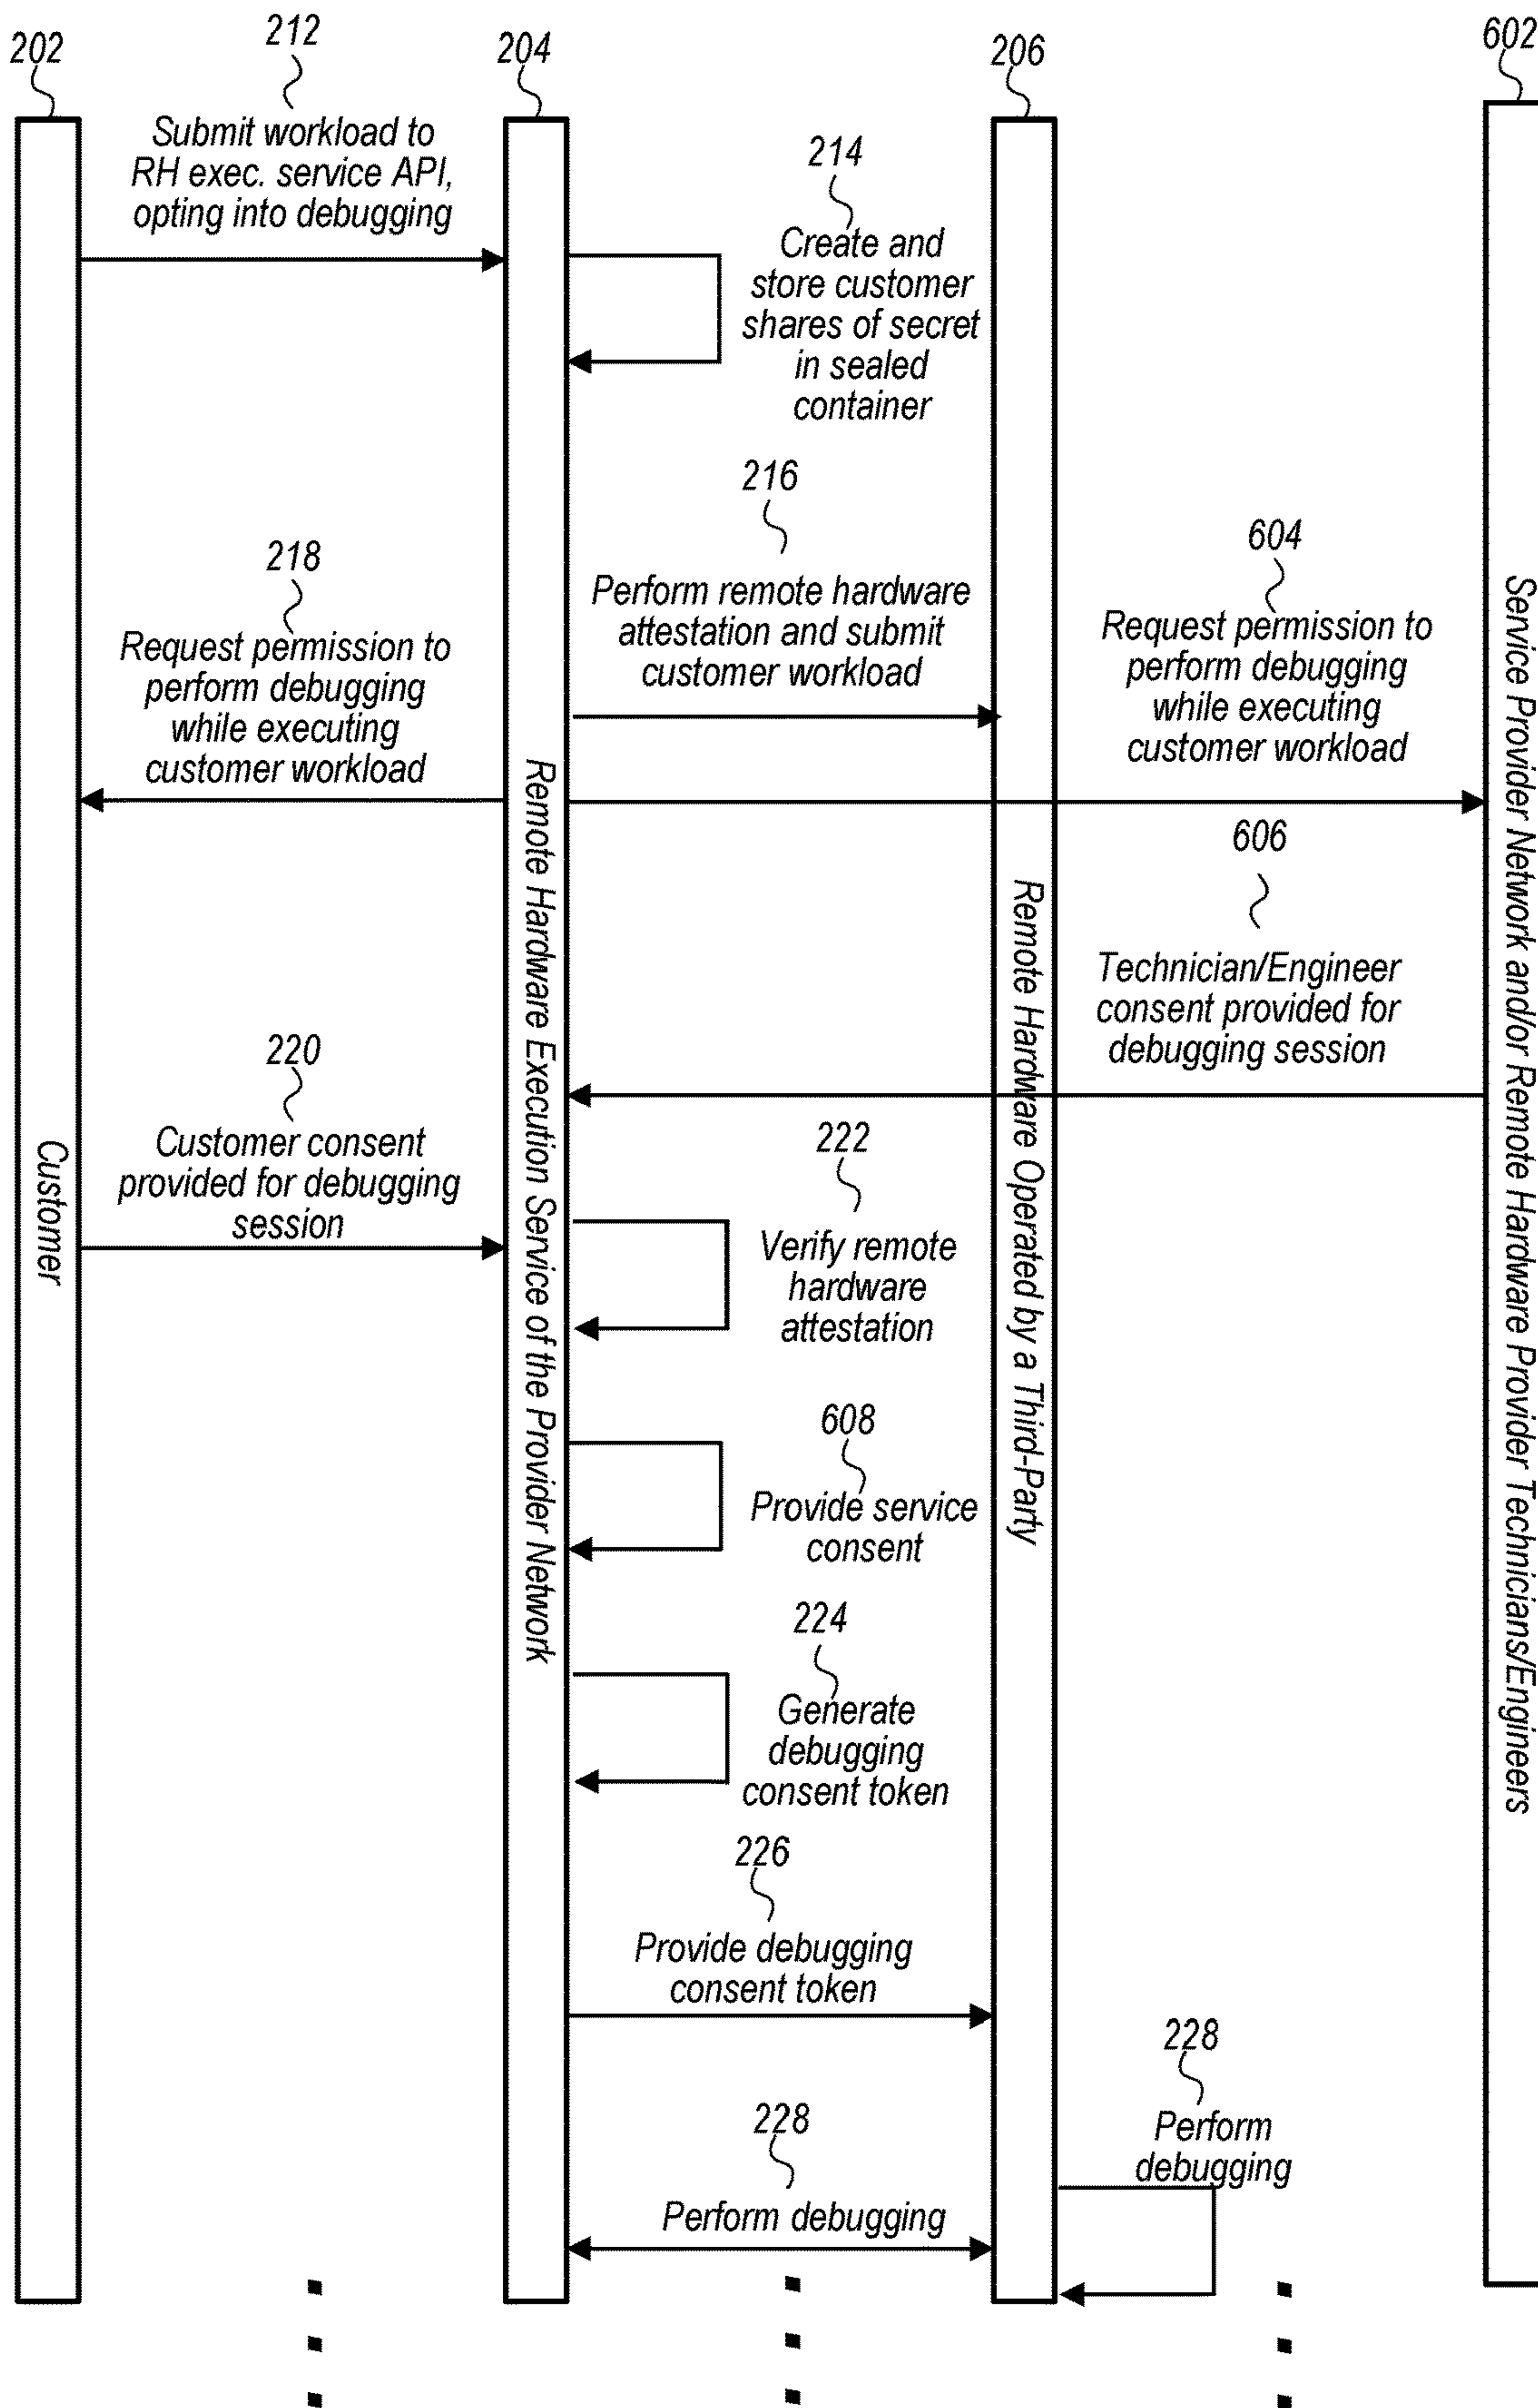 202
212
204
206
602
Submit workload to
RH exec. service API,
opting into debugging
214
Create and
store customer
shares of secret
in sealed
container
216
Perform remote hardware
attestation and submit
customer workload
218
Request permission to
perform debugging
while executing
customer workload
604
Request permission to
perform debugging
while executing
customer workload
606
Technician/Engineer
consent provided for
debugging session
220
Customer consent
provided for debugging
session
222
Verify remote
hardware
attestation
608
Provide service
consent
224
Generate
debugging
consent token
226
Provide debugging
consent token
228
Perform debugging
228
Perform
debugging
Customer
Remote Hardware Execution Service of the Provider Network
Remote Hardware Operated by a Third-Party
Service Provider Network and/or Remote Hardware Provider Technicians/Engineers